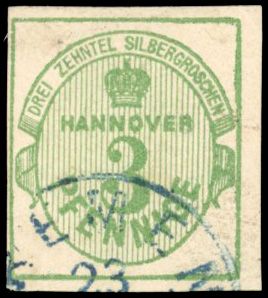 DREI ZEHNTEL SILBERGROSCHEN
HANNOVER
3
PFENNIGE
23